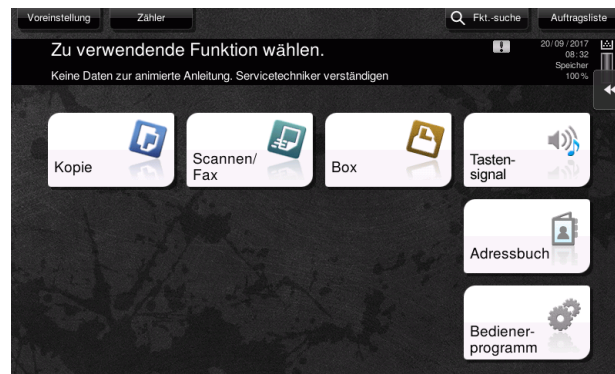 Voreinstellung
Zähler
Fkt.-suche
Auftragsliste
Zu verwendende Funktion wählen.
Keine Daten zur animierte Anleitung. Servicetechniker verständigen
20/09/2017
08:32
Speicher
100%
Kopie
Scannen/
Fax
Box
Tasten-
signal
Adressbuch
Bediener-
programm